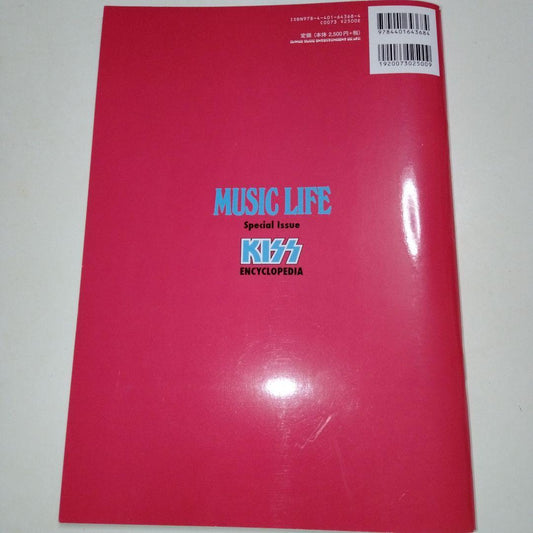 ISBN978-4-401-64368-4
C0073 ¥2500E
定価(本体 2,500円+税)
9784401643684
1920073025009
MUSIC LIFE
Special Issue
KISS
ENCYCLOPEDIA